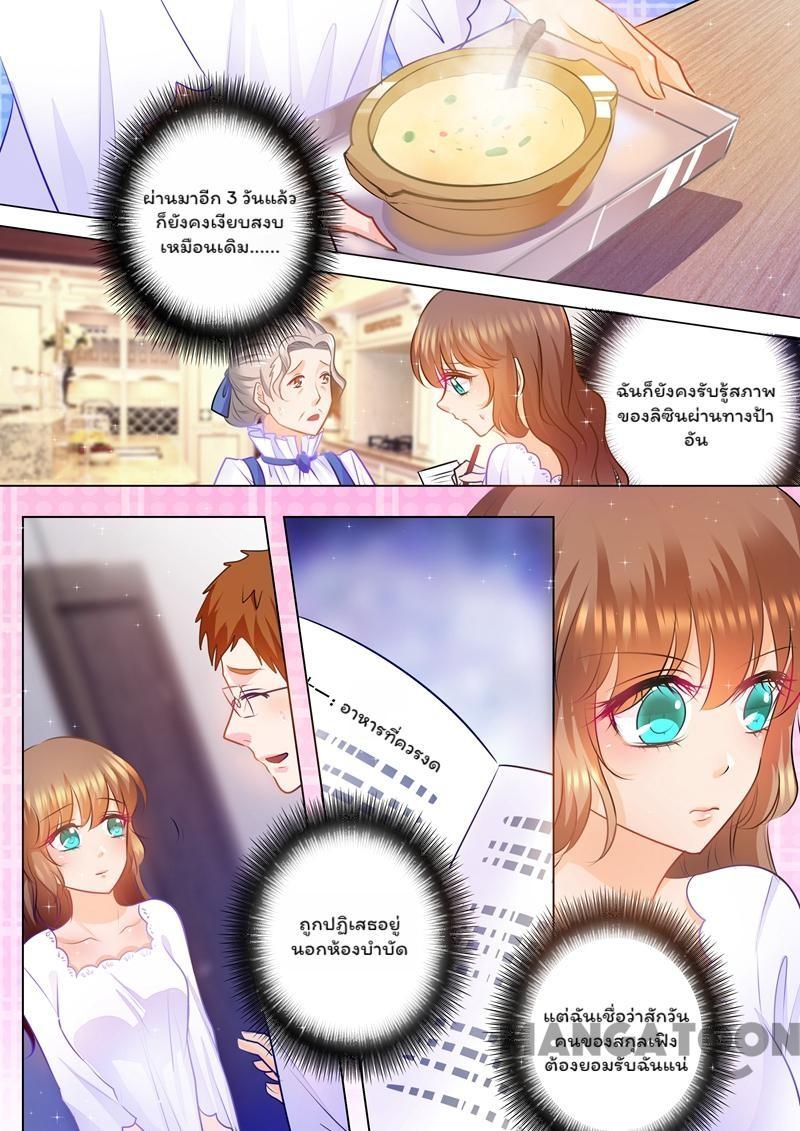 ผ่านมาอีก 3 วันแล้ว
ก็ยังคงเงียบสงบ
เหมือนเดิม......
ฉันก็ยังคงรับรู้สภาพ
ของลิซินผ่านทางป้า
อัน
อาหารที่ควรงด
ถูกปฏิเสธอยู่
นอกห้องบำบัด
แต่ฉันเชื่อว่าสักวัน
คนของสกุลเฟิง
ต้องยอมรับฉันแน่
MANGATOON